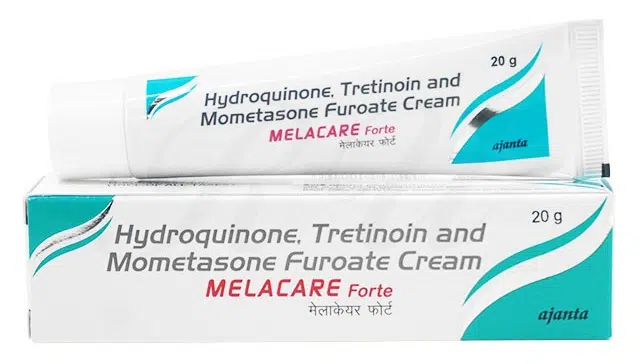 20 g
Hydroquinone, Tretinoin and
Mometasone Furoate Cream
MELACARE Forte
मेलाकेयर फोर्ट
ajanta
20 g
Hydroquinone, Tretinoin and
Mometasone Furoate Cream
MELACARE Forte
मेलाकेयर फोर्ट
ajanta